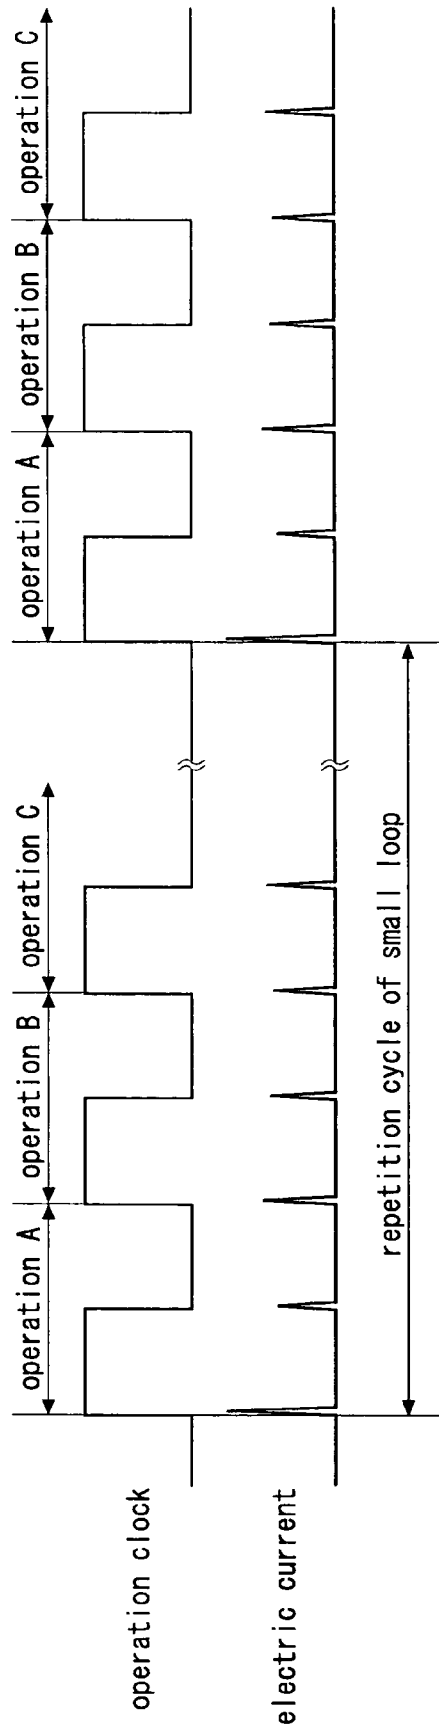 operation A
operation B
operation C
operation A
operation B
operation C
operation clock
electric current
repetition cycle of small loop